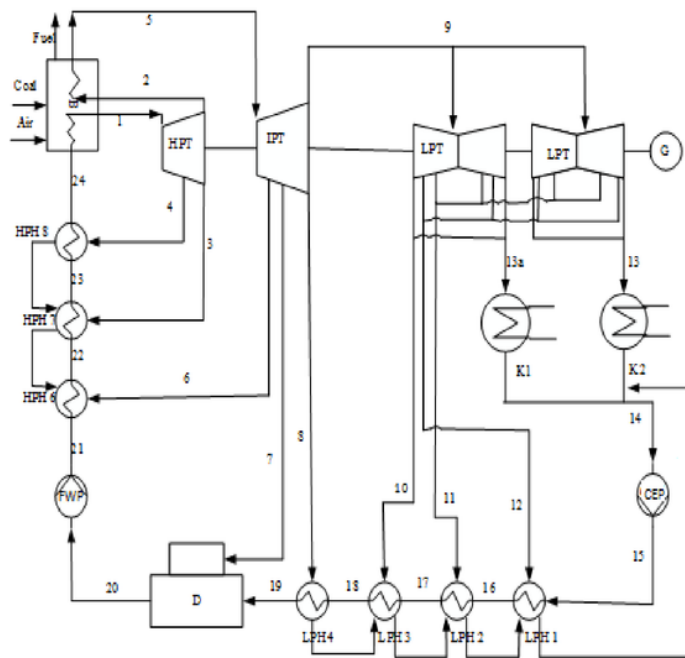 5
9
Fuel
2
Coal
B
1
Air
HPT
IPT
LPT
LPT
G
24
4
3
HPH 8
13a
13
23
HPH 7
K1
K2
22
6
14
HPH 6
8
21
7
10
11
12
FWP
CEP
15
20
19
18
17
16
D
LPH 4
LPH 3
LPH 2
LPH 1